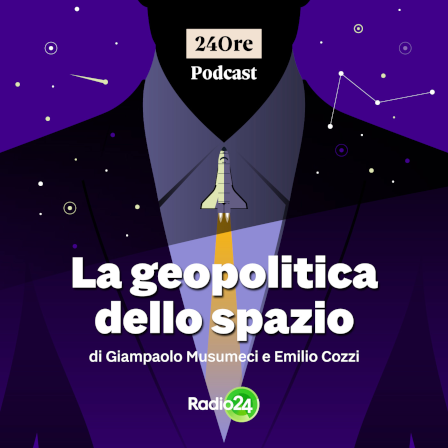 24Ore
Podcast
La geopolitica
dello spazio
di Giampaolo Musumeci e Emilio Cozzi
Radio24